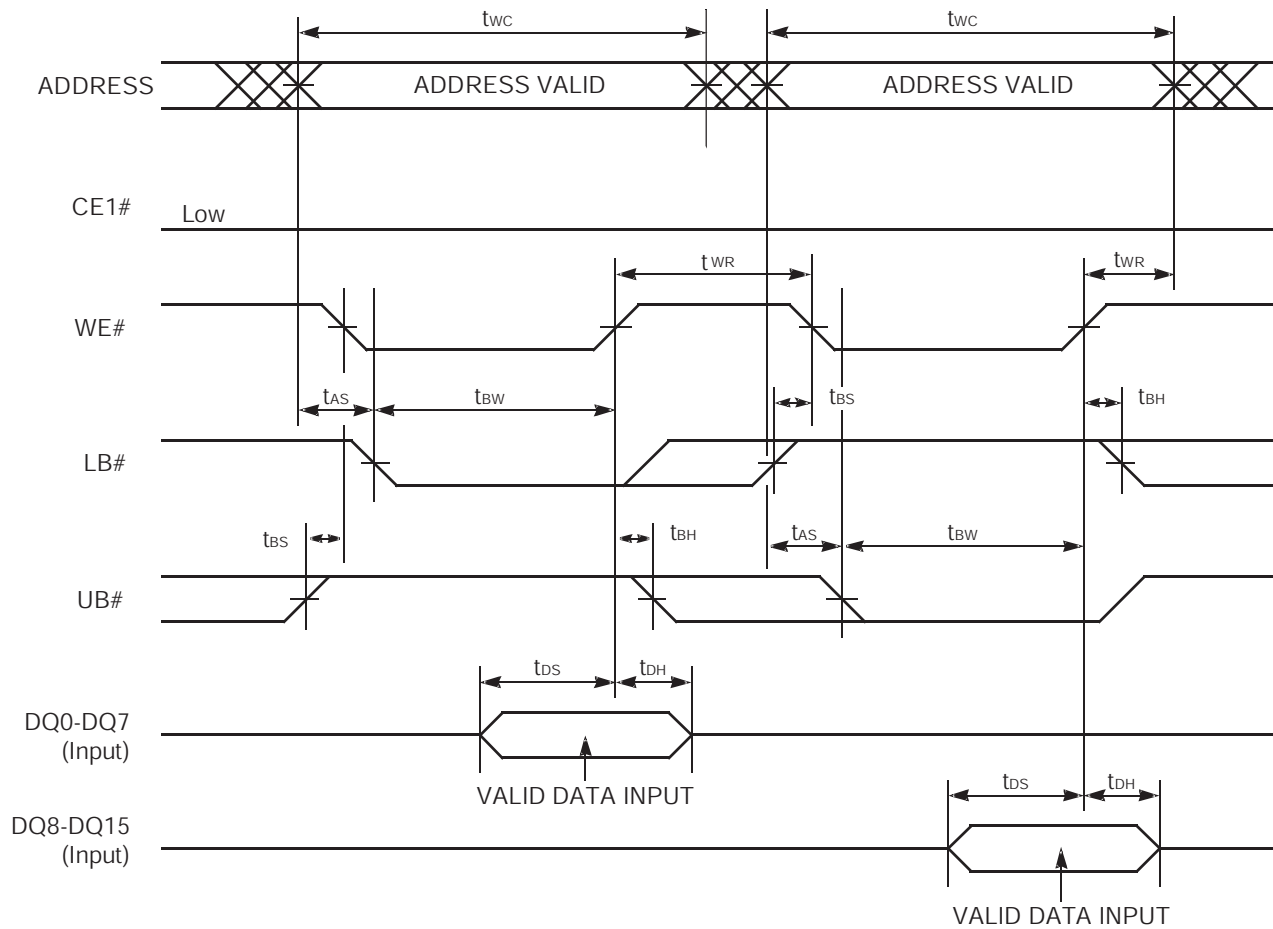 tWC tWC
ADDRESS ADDRESS VALID ADDRESS VALID
CE1# Low
tWR tWR
WE#
tAS tBW tBS tBH
LB#
tBS tBH tAS tBW
UB#
tDS tDH
DQ0-DQ7
(Input)
VALID DATA INPUT
tDS tDH
DQ8-DQ15
(Input)
VALID DATA INPUT